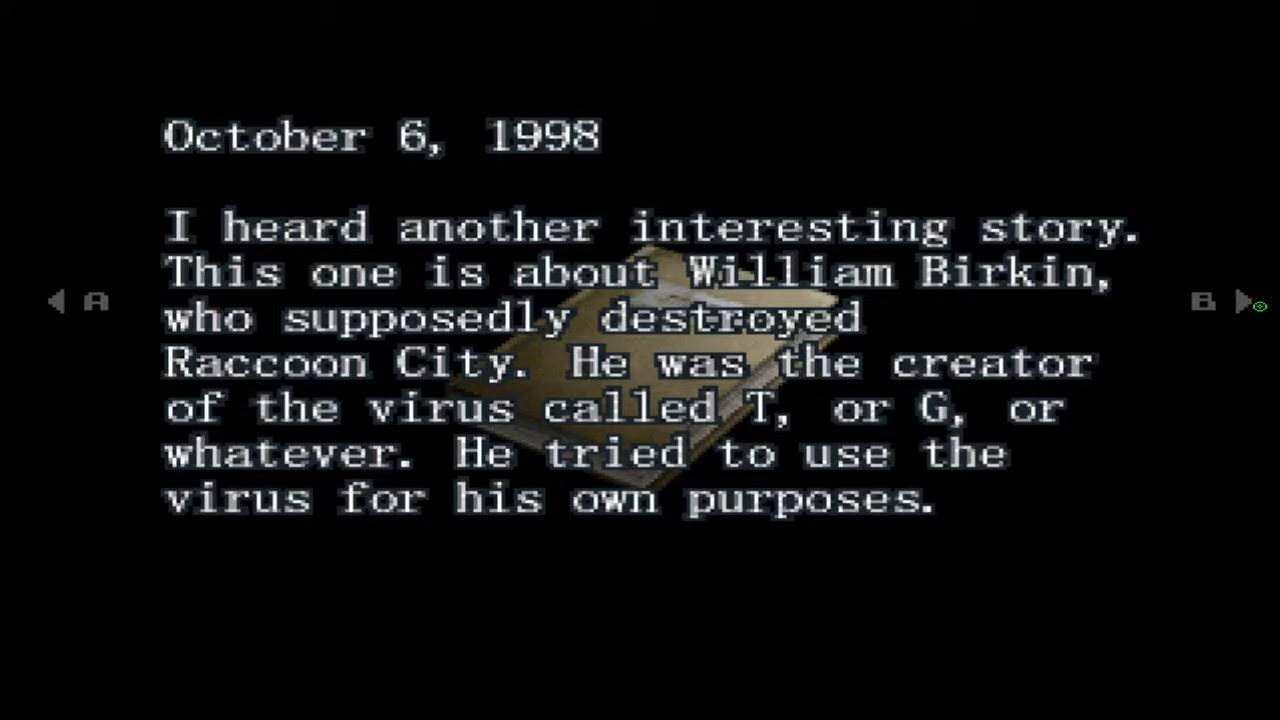 October 6, 1998
I heard another interesting story.
This one is about William Birkin,
A
B
who supposedly destroyed
Raccoon City. He was the creator
of the virus called T, or G, or
whatever. He tried to use the
virus for his own purposes.